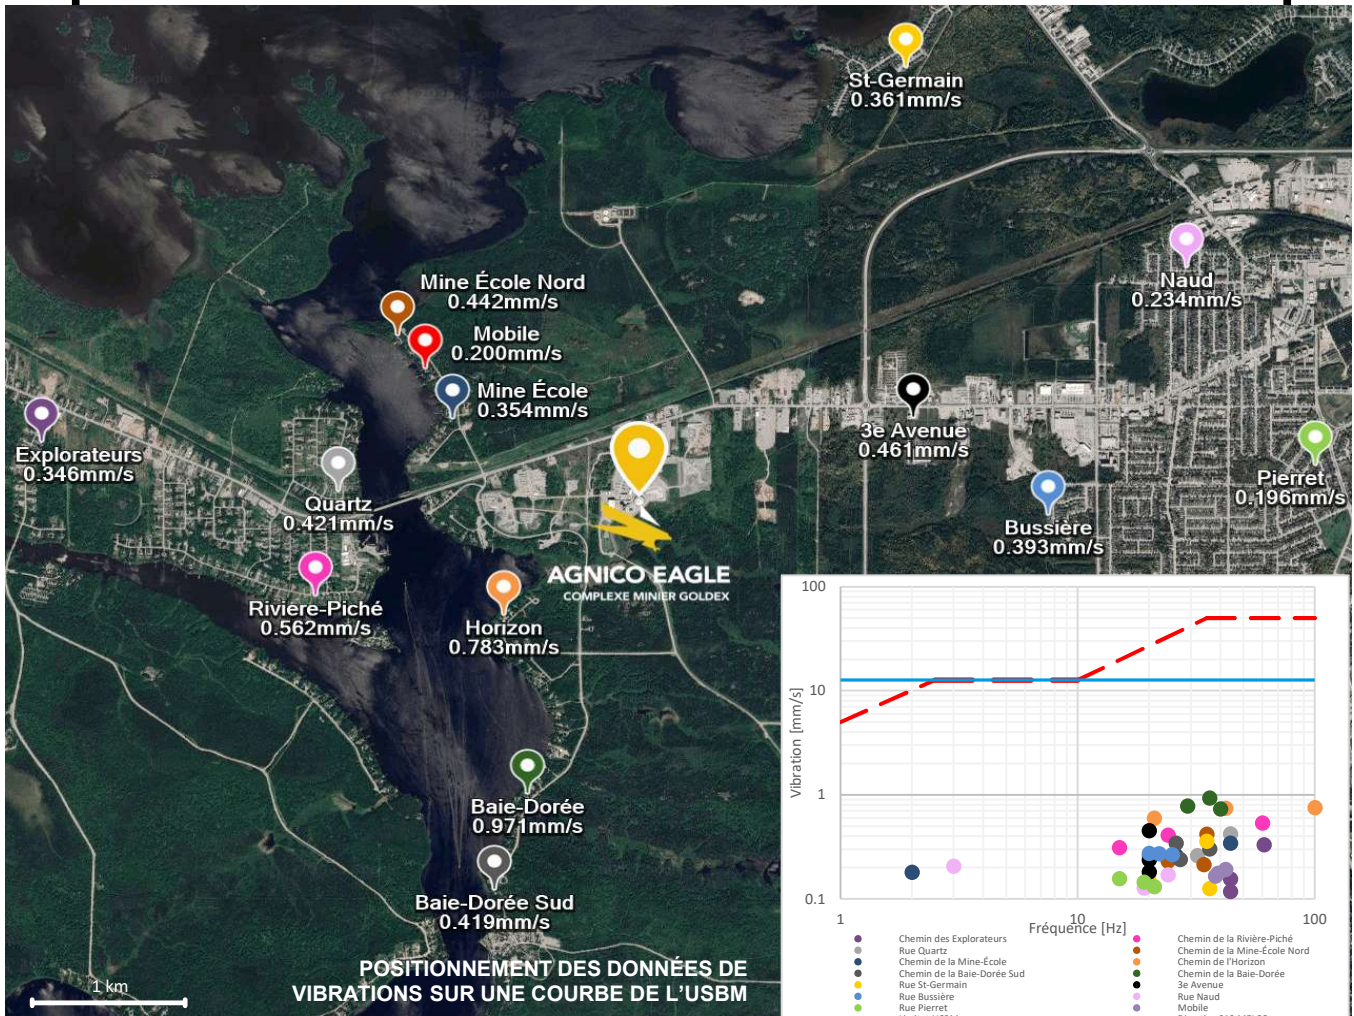 St-Germain
0.361mm/s
Naud
0.234mm/s
Mine École Nord
0.442mm/s
Mobile
0.200mm/s
Mine École
0.354mm/s
Explorateurs
0.346mm/s
Quartz
0.421mm/s
3e Avenue
0.461mm/s
Pierret
0.196mm/s
Bussière
0.393mm/s
AGNICO EAGLE
COMPLEXE MINIER GOLDEX
Riviere-Piché
0.562mm/s
Horizon
0.783mm/s
Baie-Dorée
0.971mm/s
Baie-Dorée Sud
0.419mm/s
POSITIONNEMENT DES DONNÉES DE
VIBRATIONS SUR UNE COURBE DE L'USBM
1 km
100
10
1
0.1
Vibration [mm/s]
1
10
100
Fréquence [Hz]
Chemin des Explorateurs
Chemin de la Rivière-Piché
Rue Quartz
Chemin de la Mine-École Nord
Chemin de la Mine-École
Chemin de l'Horizon
Chemin de la Baie-Dorée Sud
Chemin de la Baie-Dorée
Rue St-Germain
3e Avenue
Rue Bussière
Rue Naud
Rue Pierret
Mobile